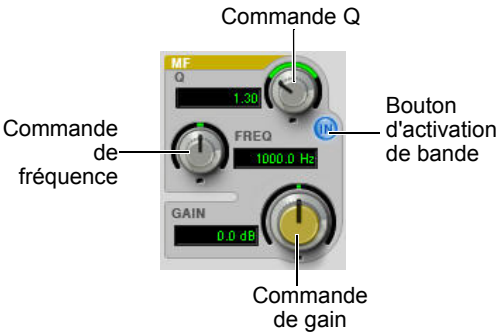 Commande Q
MF
Q
1.30
IN
Bouton
d'activation
de bande
Commande
de
fréquence
FREQ
1000.0 Hz
GAIN
0.0 dB
Commande
de gain